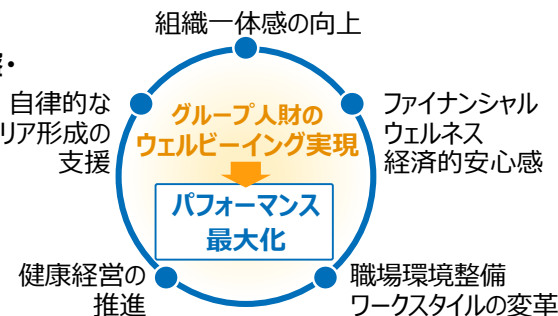 組織一体感の向上
・
自律的な
リア形成の
支援
グループ人財の
ウェルビーイング実現
ファイナンシャル
ウェルネス
経済的安心感
パフォーマンス
最大化
健康経営の
推進
職場環境整備
ワークスタイルの変革